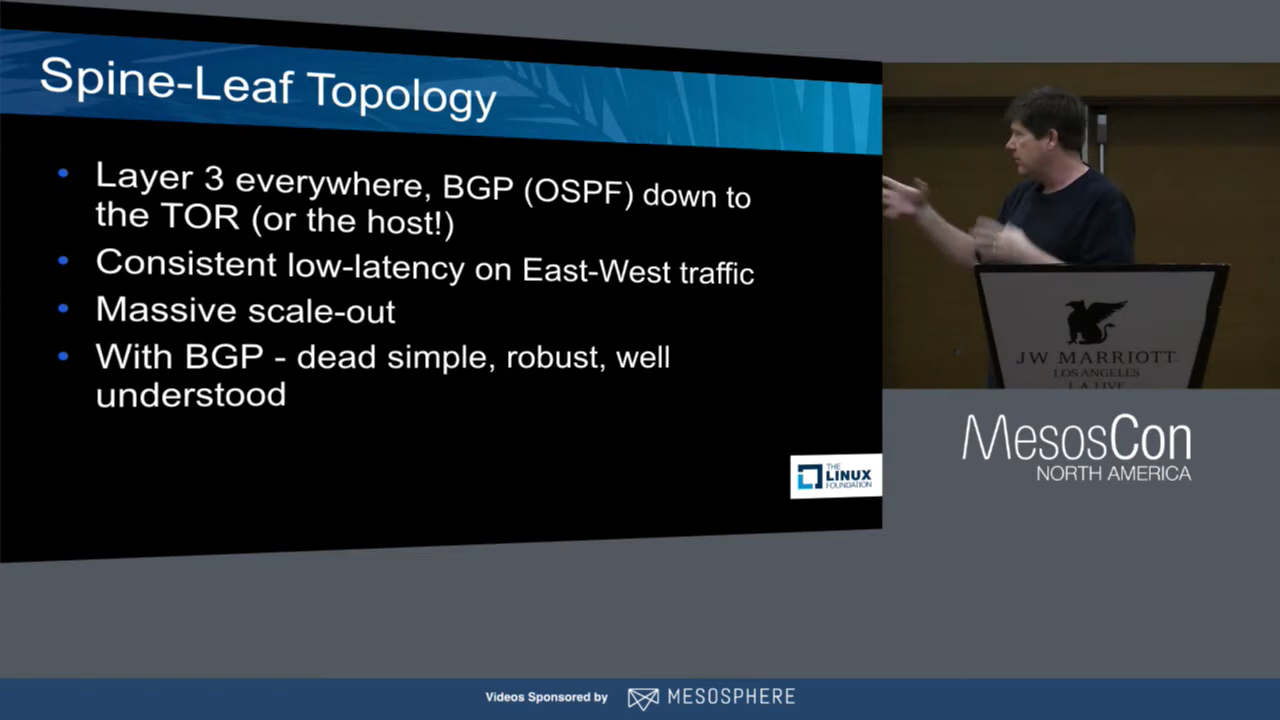 Spine-Leaf Topology
• Layer 3 everywhere, BGP (OSPF) down to
the TOR (or the host!)
• Consistent low-latency on East-West traffic
• Massive scale-out
• With BGP - dead simple, robust, well
understood
THE
LINUX
FOUNDATION
JW MARRIOTT
LOS ANGELES
L.A. LIVE
MesosCon
NORTH AMERICA
Videos Sponsored by
MESOSPHERE